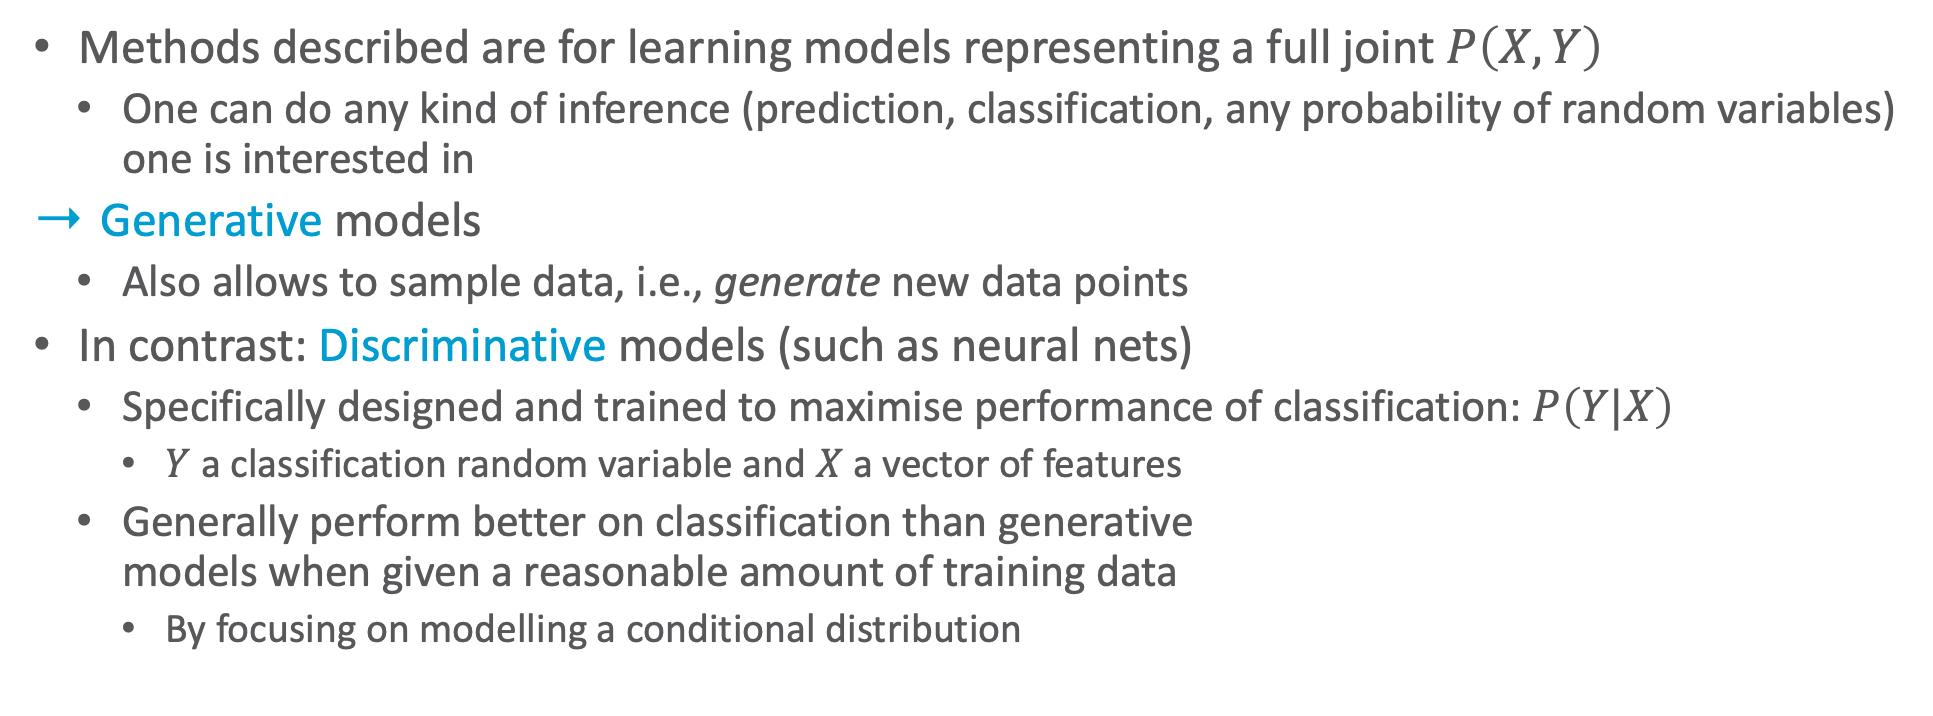 • Methods described are for learning models representing a full joint P(X, Y)
• One can do any kind of inference (prediction, classification, any probability of random variables)
one is interested in
→ Generative models
• Also allows to sample data, i.e., generate new data points
• In contrast: Discriminative models (such as neural nets)
• Specifically designed and trained to maximise performance of classification: P(Y|X)
• Y a classification random variable and X a vector of features
• Generally perform better on classification than generative
models when given a reasonable amount of training data
• By focusing on modelling a conditional distribution